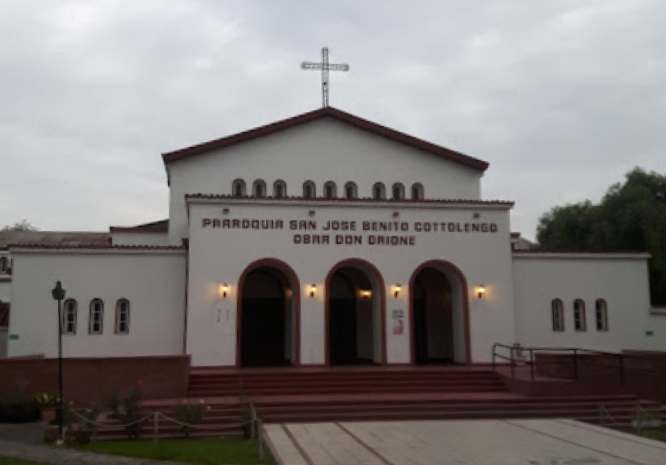 PARROQUIA SAN JOSE BENITO COTTOLENGO
OBRA DON ORIONE